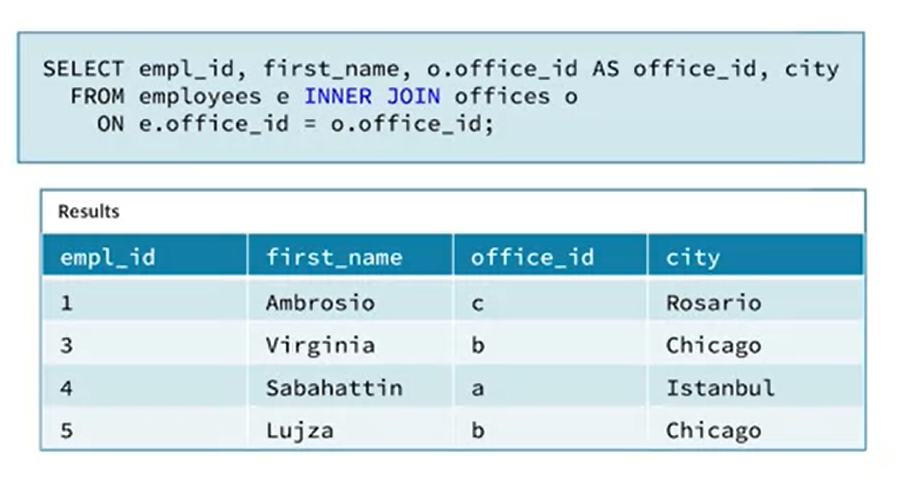 SELECT empl_id, first_name, o.office_id AS office_id, city
FROM employees e INNER JOIN offices o
ON e.office_id = o.office_id;
Results
empl_id first_name office_id city
1 Ambrosio c Rosario
3 Virginia b Chicago
4 Sabahattin a Istanbul
5 Lujza b Chicago